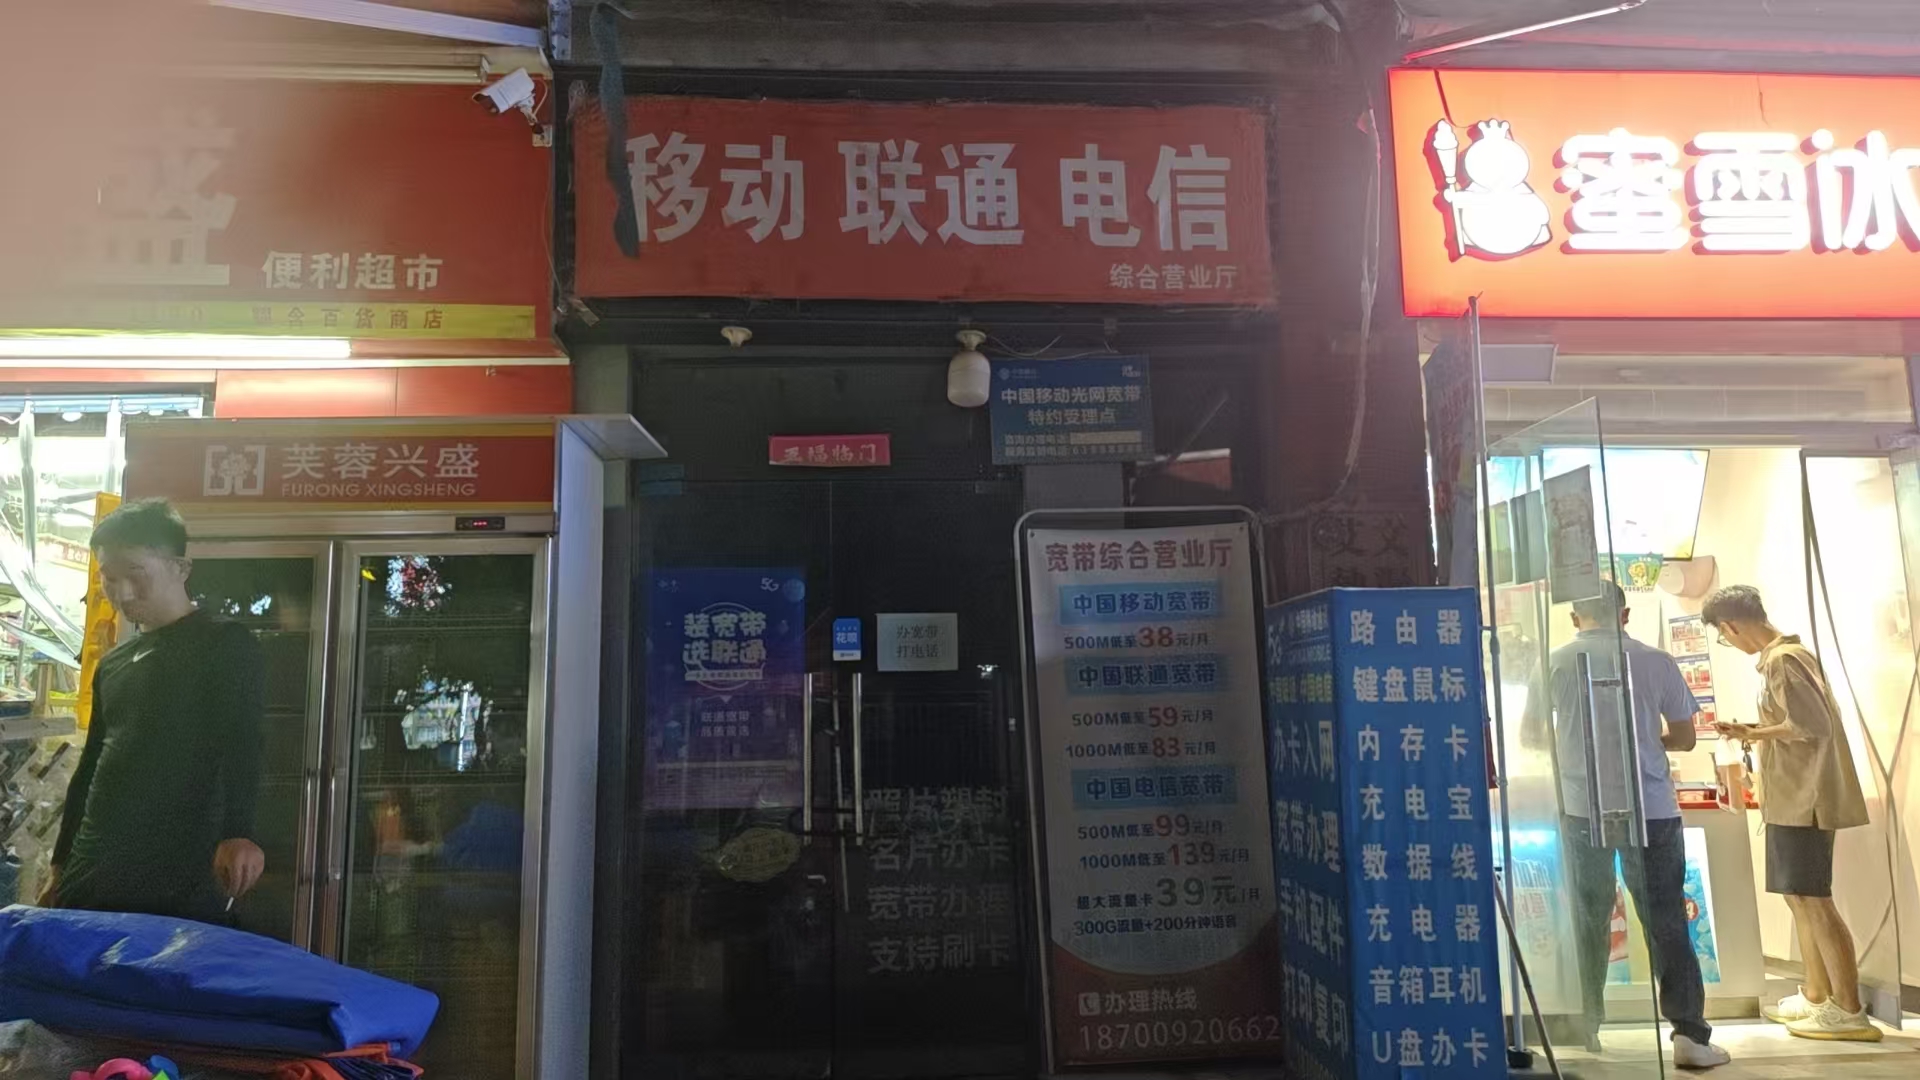 盛
便利超市
百货商店
芙蓉兴盛
FURONG XINGSHENG
移动 联通 电信
综合营业厅
中国移动光网宽带
特约受理点
五福临门
5G
装宽带
选联通
联通宽带
花呗
办宽带
打电话
照片塑封
名片办卡
宽带办理
支持刷卡
宽带综合营业厅
中国移动宽带
500M低至38元/月
中国联通宽带
500M低至59元/月
1000M低至83元/月
中国电信宽带
500M低至99元/月
1000M低至139元/月
超大流量卡39元/月
300G流量+200分钟语音
办理热线
18700920662
办卡入网
宽带办理
手机配件
打印复印
路由器
键盘鼠标
内存卡
充电宝
数据线
充电器
音箱耳机
U盘办卡
蜜雪冰